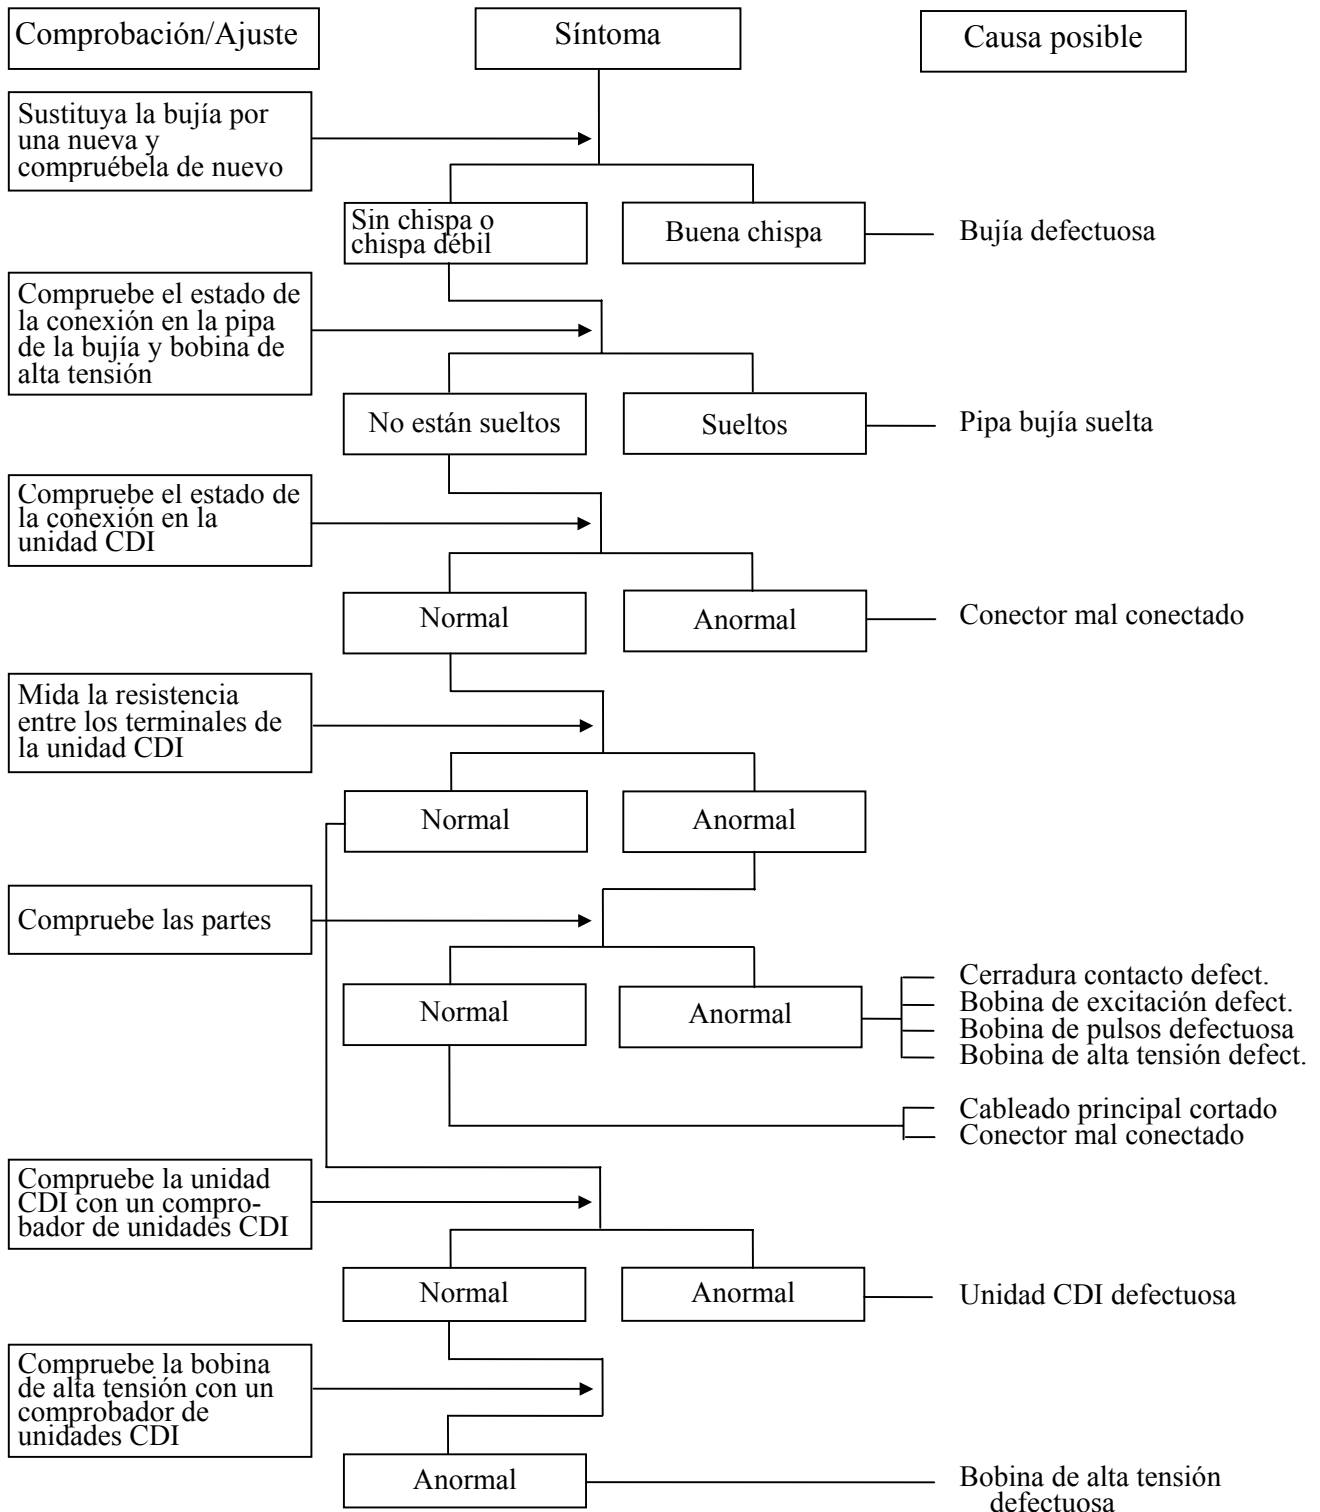 Comprobación/Ajuste
Síntoma
Causa posible
Sustituya la bujía por
una nueva y
compruébela de nuevo
Sin chispa o
chispa débil
Buena chispa
Bujía defectuosa
Compruebe el estado de
la conexión en la pipa
de la bujía y bobina de
alta tensión
No están sueltos
Sueltos
Pipa bujía suelta
Compruebe el estado de
la conexión en la
unidad CDI
Normal
Anormal
Conector mal conectado
Mida la resistencia
entre los terminales de
la unidad CDI
Normal
Anormal
Compruebe las partes
Normal
Anormal
Cerradura contacto defect.
Bobina de excitación defect.
Bobina de pulsos defectuosa
Bobina de alta tensión defect.
Cableado principal cortado
Conector mal conectado
Compruebe la unidad
CDI con un compro-
bador de unidades CDI
Normal
Anormal
Unidad CDI defectuosa
Compruebe la bobina
de alta tensión con un
comprobador de
unidades CDI
Anormal
Bobina de alta tensión
defectuosa